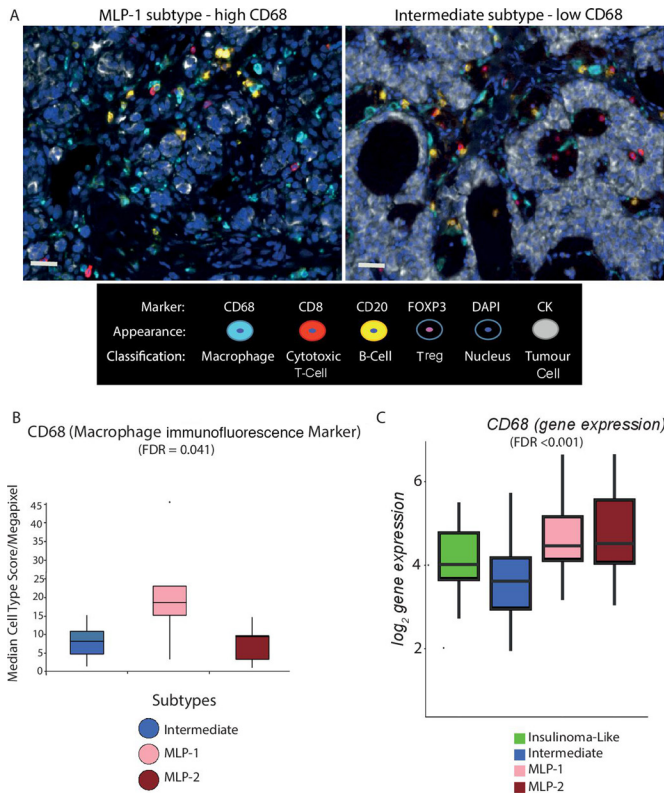 A
MLP-1 subtype - high CD68
Intermediate subtype - low CD68
Marker: CD68 CD8 CD20 FOXP3 DAPI CK
Appearance:
Classification: Macrophage Cytotoxic T-Cell B-Cell Treg Nucleus Tumour Cell
B
CD68 (Macrophage immunofluorescence Marker)
(FDR = 0.041)
Median Cell Type Score/Megapixel
45
40
35
30
25
20
15
10
5
0
Subtypes
Intermediate
MLP-1
MLP-2
C
CD68 (gene expression)
(FDR <0.001)
log2 gene expression
6
4
2
Insulinoma-Like
Intermediate
MLP-1
MLP-2